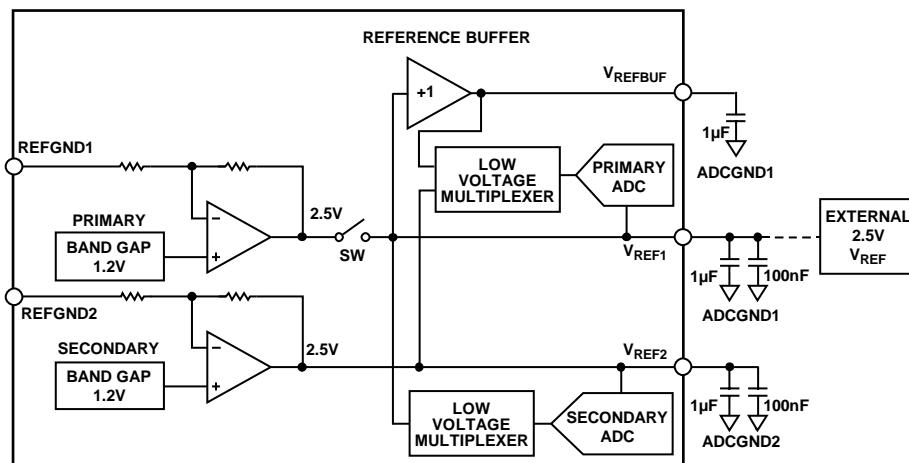 REFERENCE BUFFER
+1
VREFBUF
1µF
ADCGND1
REFGND1
LOW
VOLTAGE
MULTIPLEXER
PRIMARY
ADC
PRIMARY
BAND GAP
1.2V
−
+
2.5V
SW
VREF1
1µF
100nF
ADCGND1
EXTERNAL
2.5V
VREF
REFGND2
SECONDARY
BAND GAP
1.2V
−
+
2.5V
VREF2
LOW
VOLTAGE
MULTIPLEXER
SECONDARY
ADC
1µF
100nF
ADCGND2